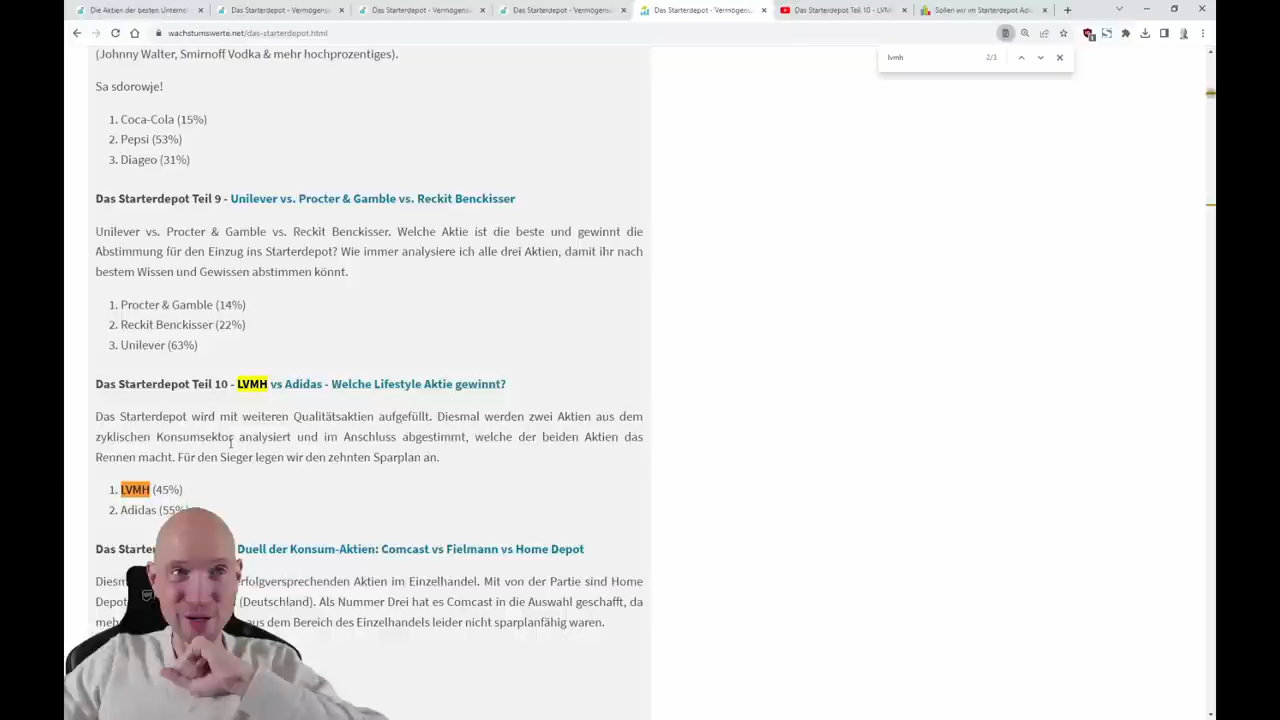 Die Aktien der besten Unternel
Das Starterdepot - Vermögensa
Das Starterdepot - Vermögensu
Das Starterdepot - Vermögensu
Das Starterdepot - Vermögensu
Das Starterdepot Teil 10 - LVM
Sollen wir im Starterdepot Adid
wachstumswerte.net/das-starterdepot.html
lvmh 2/3
(Johnny Walter, Smirnoff Vodka & mehr hochprozentiges).
Sa sdorowje!
1. Coca-Cola (15%)
2. Pepsi (53%)
3. Diageo (31%)
Das Starterdepot Teil 9 - Unilever vs. Procter & Gamble vs. Reckit Benckisser
Unilever vs. Procter & Gamble vs. Reckit Benckisser. Welche Aktie ist die beste und gewinnt die
Abstimmung für den Einzug ins Starterdepot? Wie immer analysiere ich alle drei Aktien, damit ihr nach
bestem Wissen und Gewissen abstimmen könnt.
1. Procter & Gamble (14%)
2. Reckit Benckisser (22%)
3. Unilever (63%)
Das Starterdepot Teil 10 - LVMH vs Adidas - Welche Lifestyle Aktie gewinnt?
Das Starterdepot wird mit weiteren Qualitätsaktien aufgefüllt. Diesmal werden zwei Aktien aus dem
zyklischen Konsumsektor analysiert und im Anschluss abgestimmt, welche der beiden Aktien das
Rennen macht. Für den Sieger legen wir den zehnten Sparplan an.
1. LVMH (45%)
2. Adidas (55%
Das Starte Duell der Konsum-Aktien: Comcast vs Fielmann vs Home Depot
Diesm rfolgversprechenden Aktien im Einzelhandel. Mit von der Partie sind Home
Depot (Deutschland). Als Nummer Drei hat es Comcast in die Auswahl geschafft, da
meh aus dem Bereich des Einzelhandels leider nicht sparplanfähig waren.